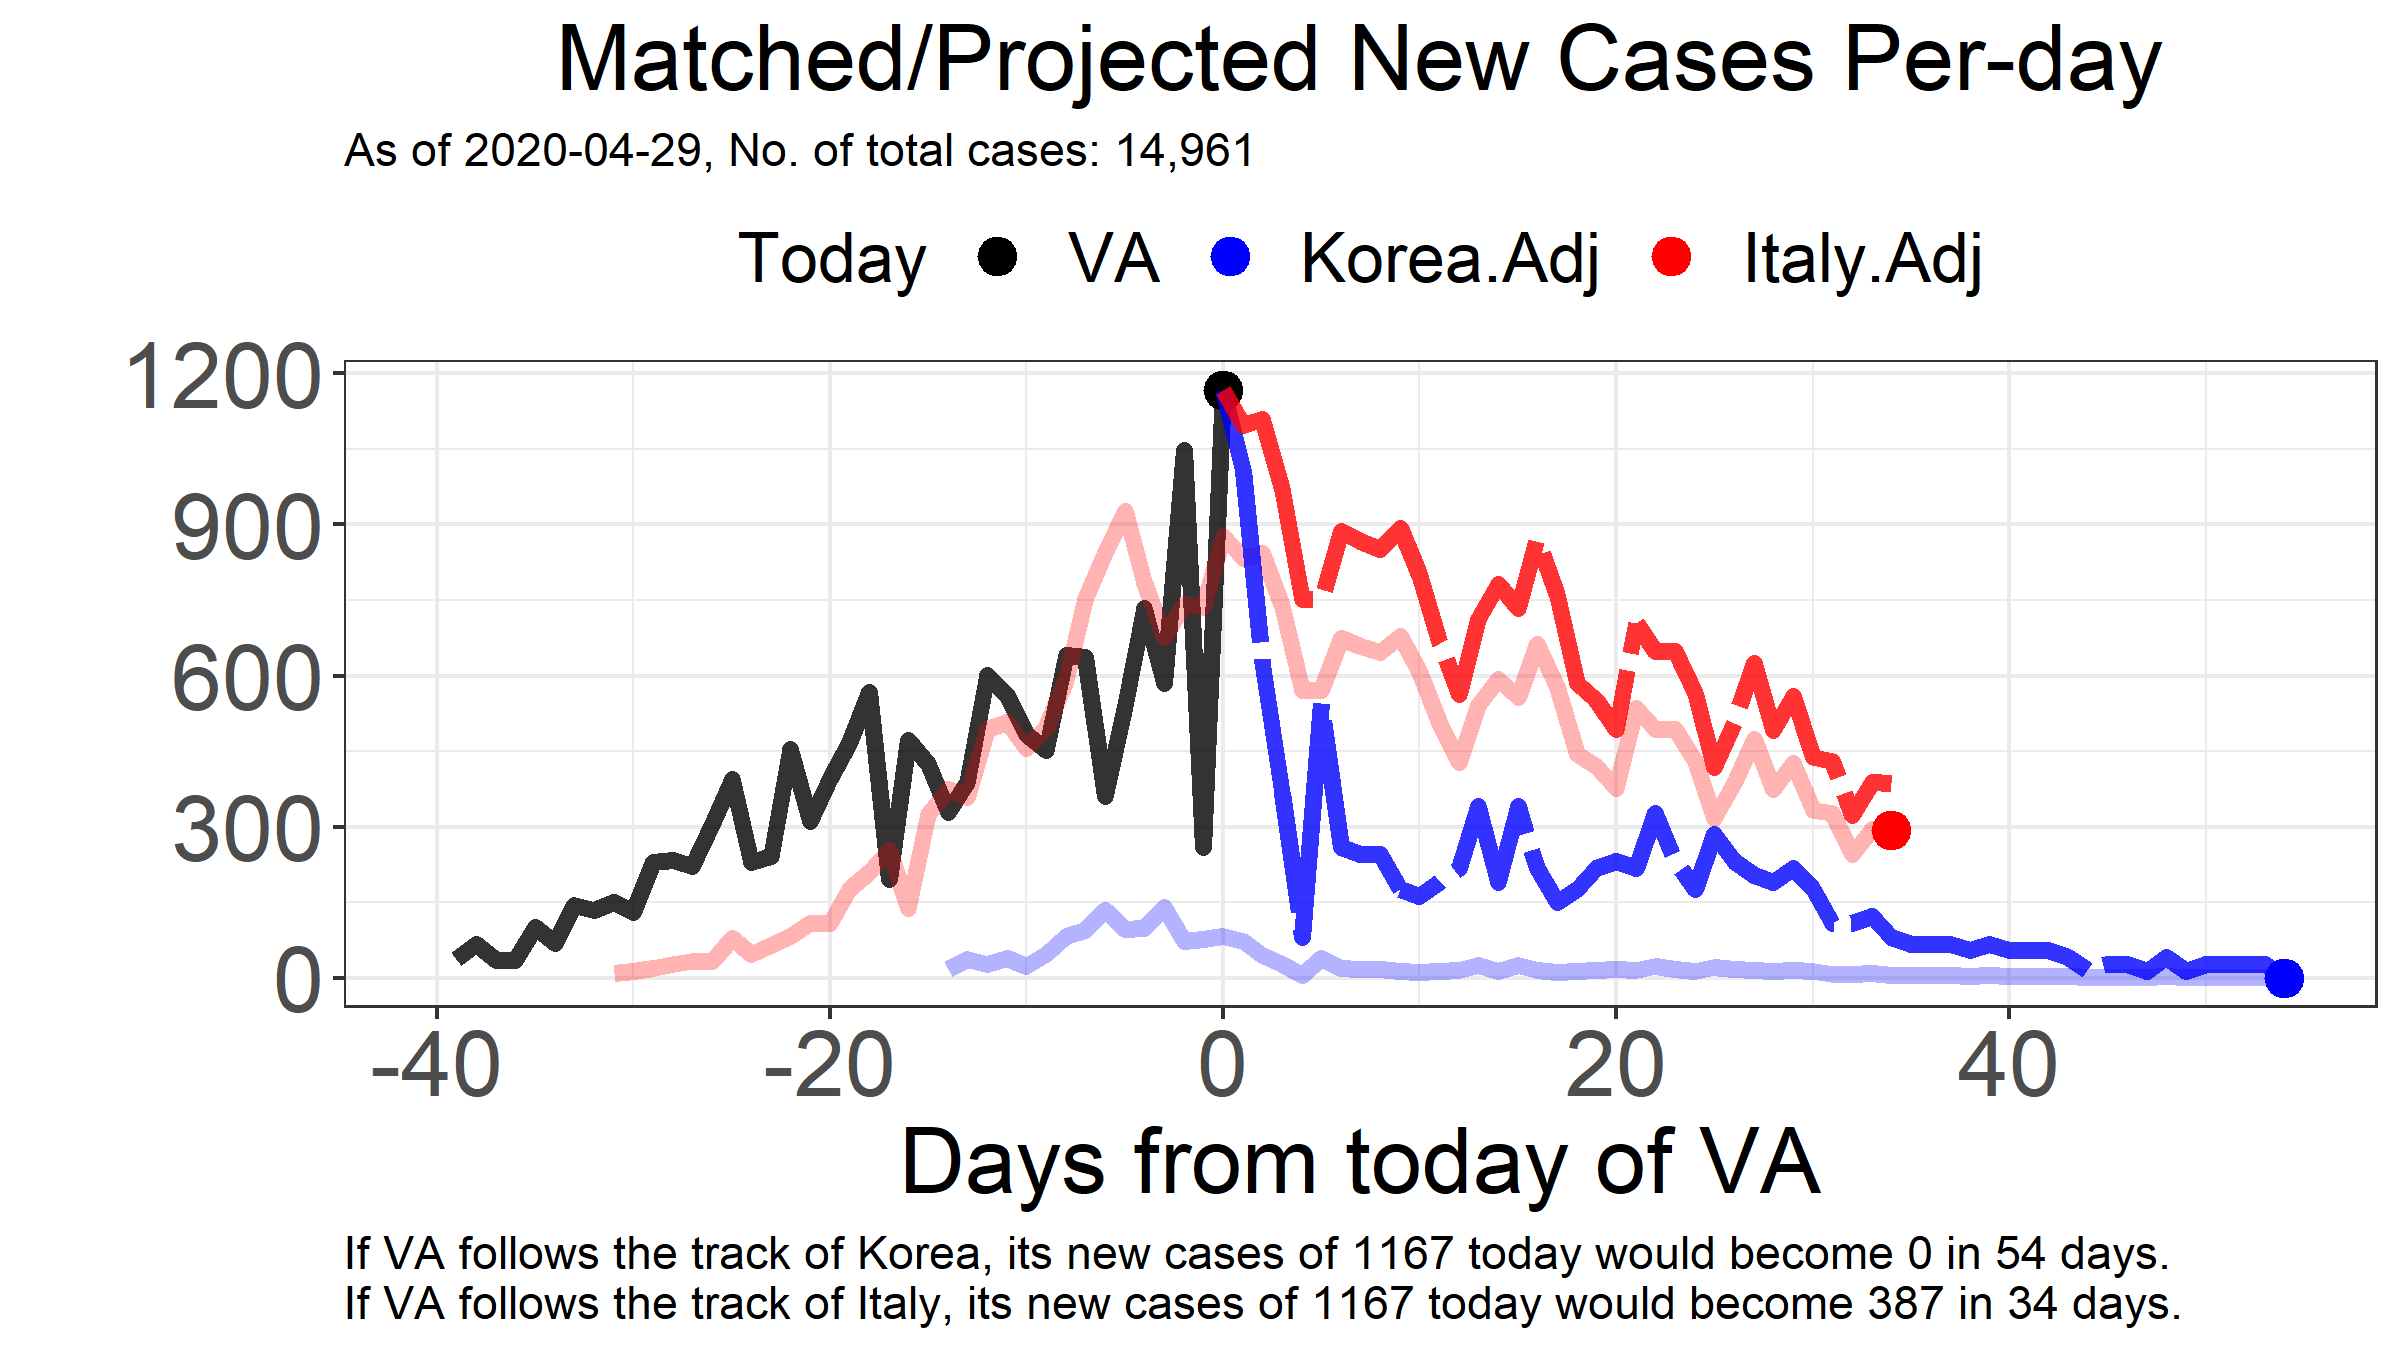 Matched/Projected New Cases Per-day
As of 2020-04-29, No. of total cases: 14,961
Today VA Korea.Adj Italy.Adj
1200
900
600
300
0
-40 -20 0 20 40
Days from today of VA
If VA follows the track of Korea, its new cases of 1167 today would become 0 in 54 days.
If VA follows the track of Italy, its new cases of 1167 today would become 387 in 34 days.